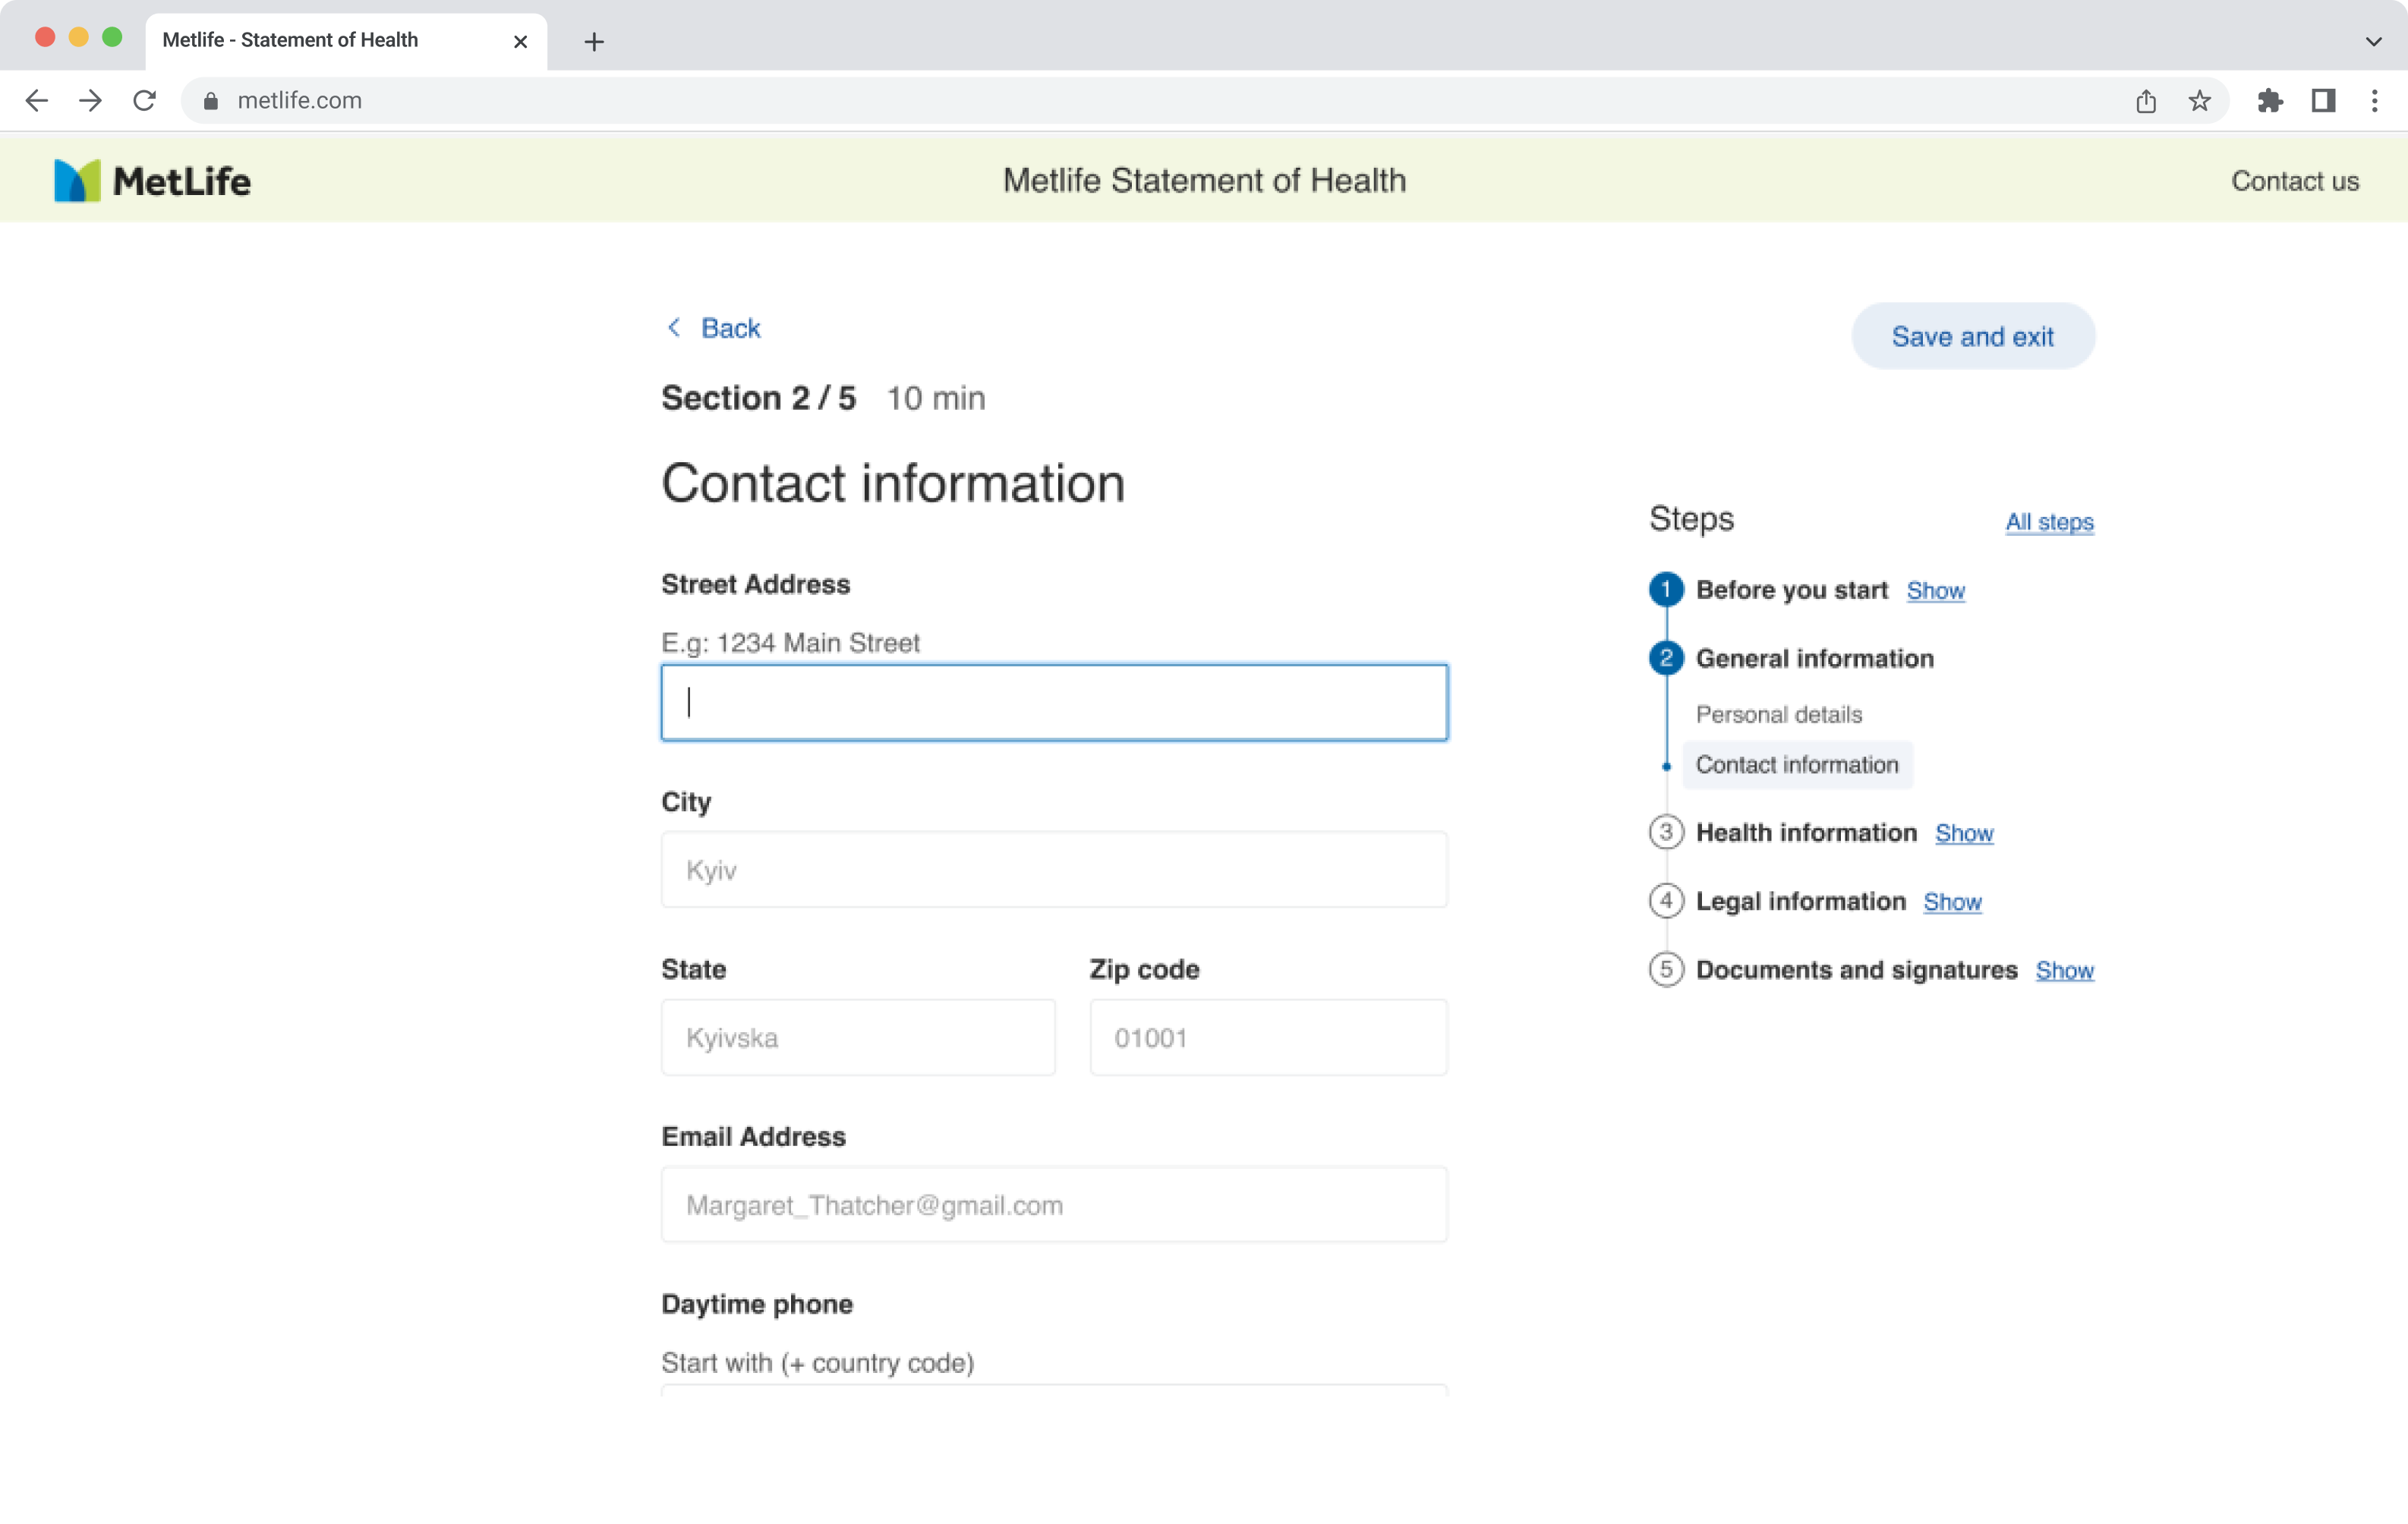 Metlife - Statement of Health
metlife.com
MetLife
Metlife Statement of Health
Contact us
Back
Save and exit
Section 2 / 5 10 min
Contact information
Street Address
E.g: 1234 Main Street
City
Kyiv
State
Zip code
Kyivska
01001
Email Address
Margaret_Thatcher@gmail.com
Daytime phone
Start with (+ country code)
Steps
All steps
1 Before you start Show
2 General information
Personal details
Contact information
3 Health information Show
4 Legal information Show
5 Documents and signatures Show